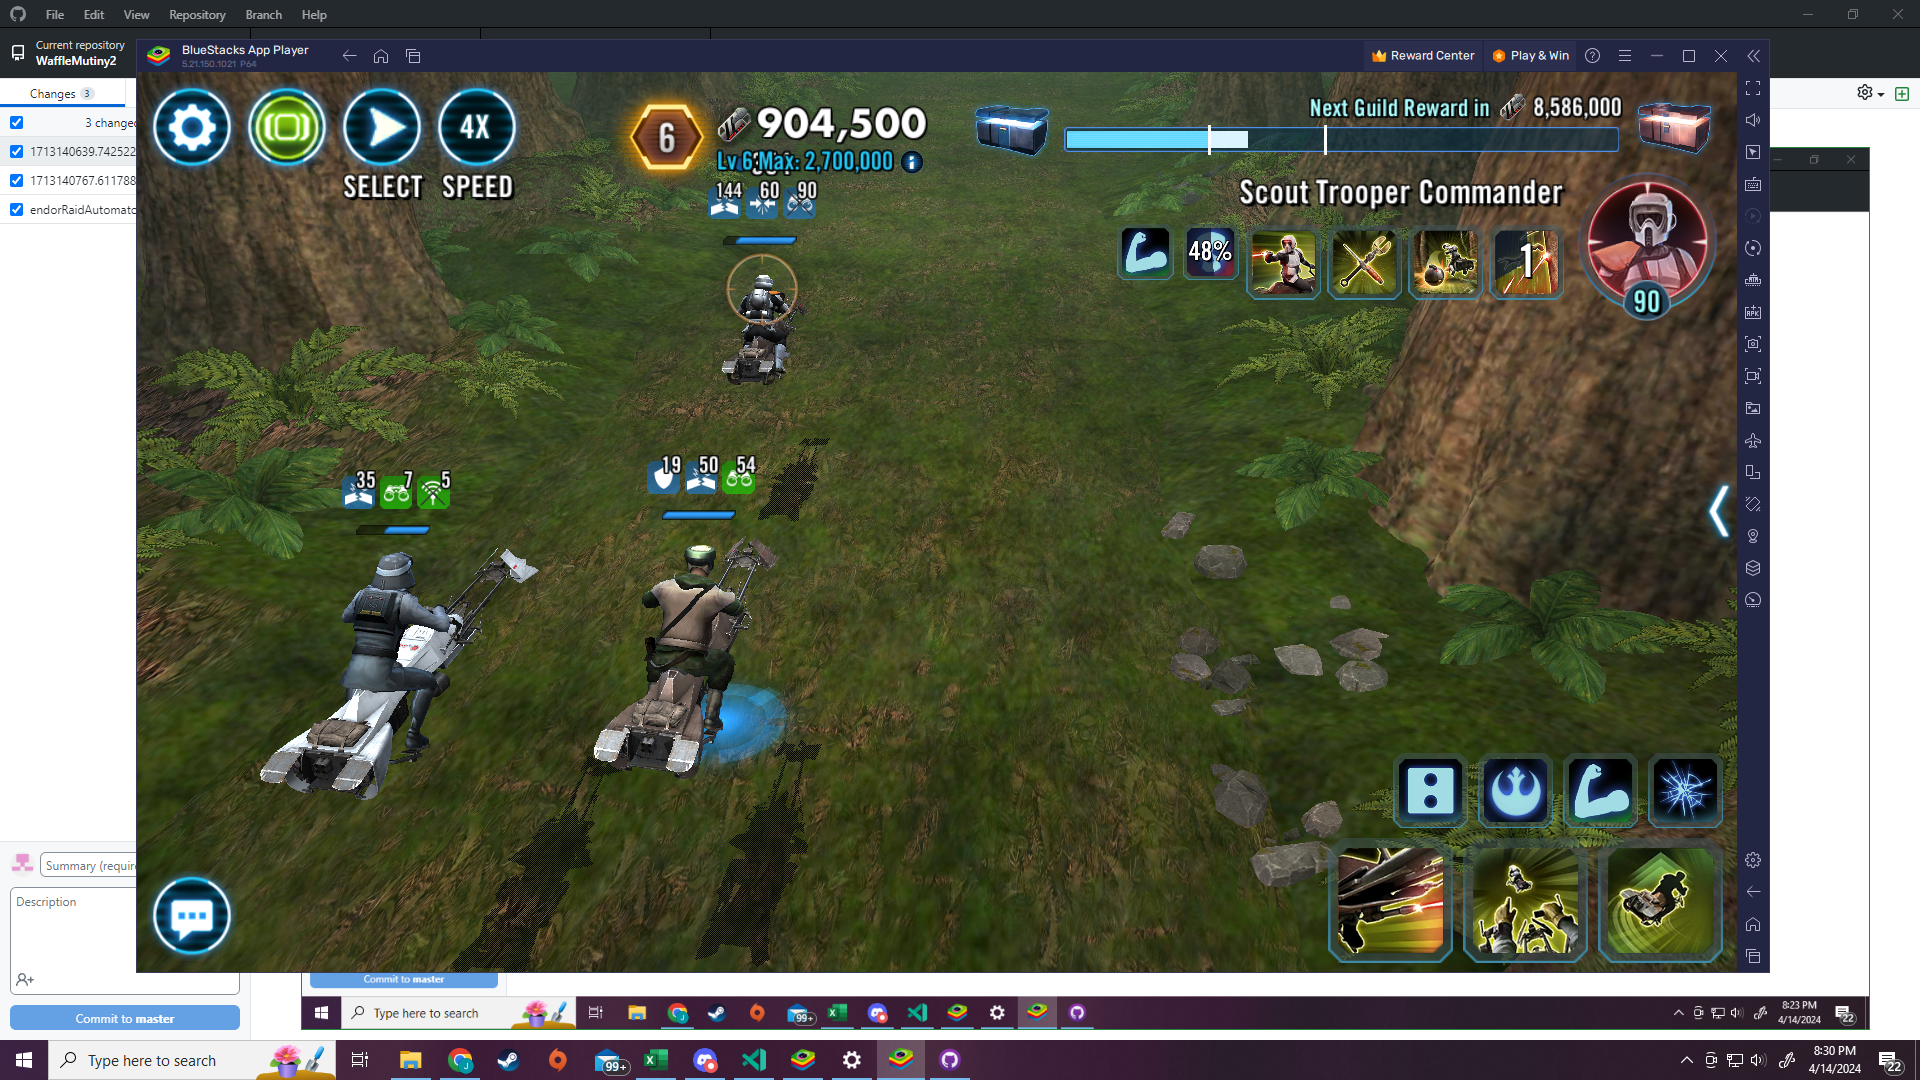 File Edit View Repository Branch Help
Current repository
WaffleMutiny2
BlueStacks App Player
5.21.150.1021 P64
Reward Center
Play & Win
Changes 3
3 changed
1713140639.742522
1713140767.611788
endorRaidAutomato
SELECT
4X
SPEED
6
904,500
Lv.6 Max: 2,700,000
144 60 90
Next Guild Reward in 8,586,000
Scout Trooper Commander
48%
1
90
35 7 5
19 50 54
Summary (requir
Description
Commit to master
Commit to master
Type here to search
99+
8:23 PM
4/14/2024
22
Type here to search
99+
8:30 PM
4/14/2024
22